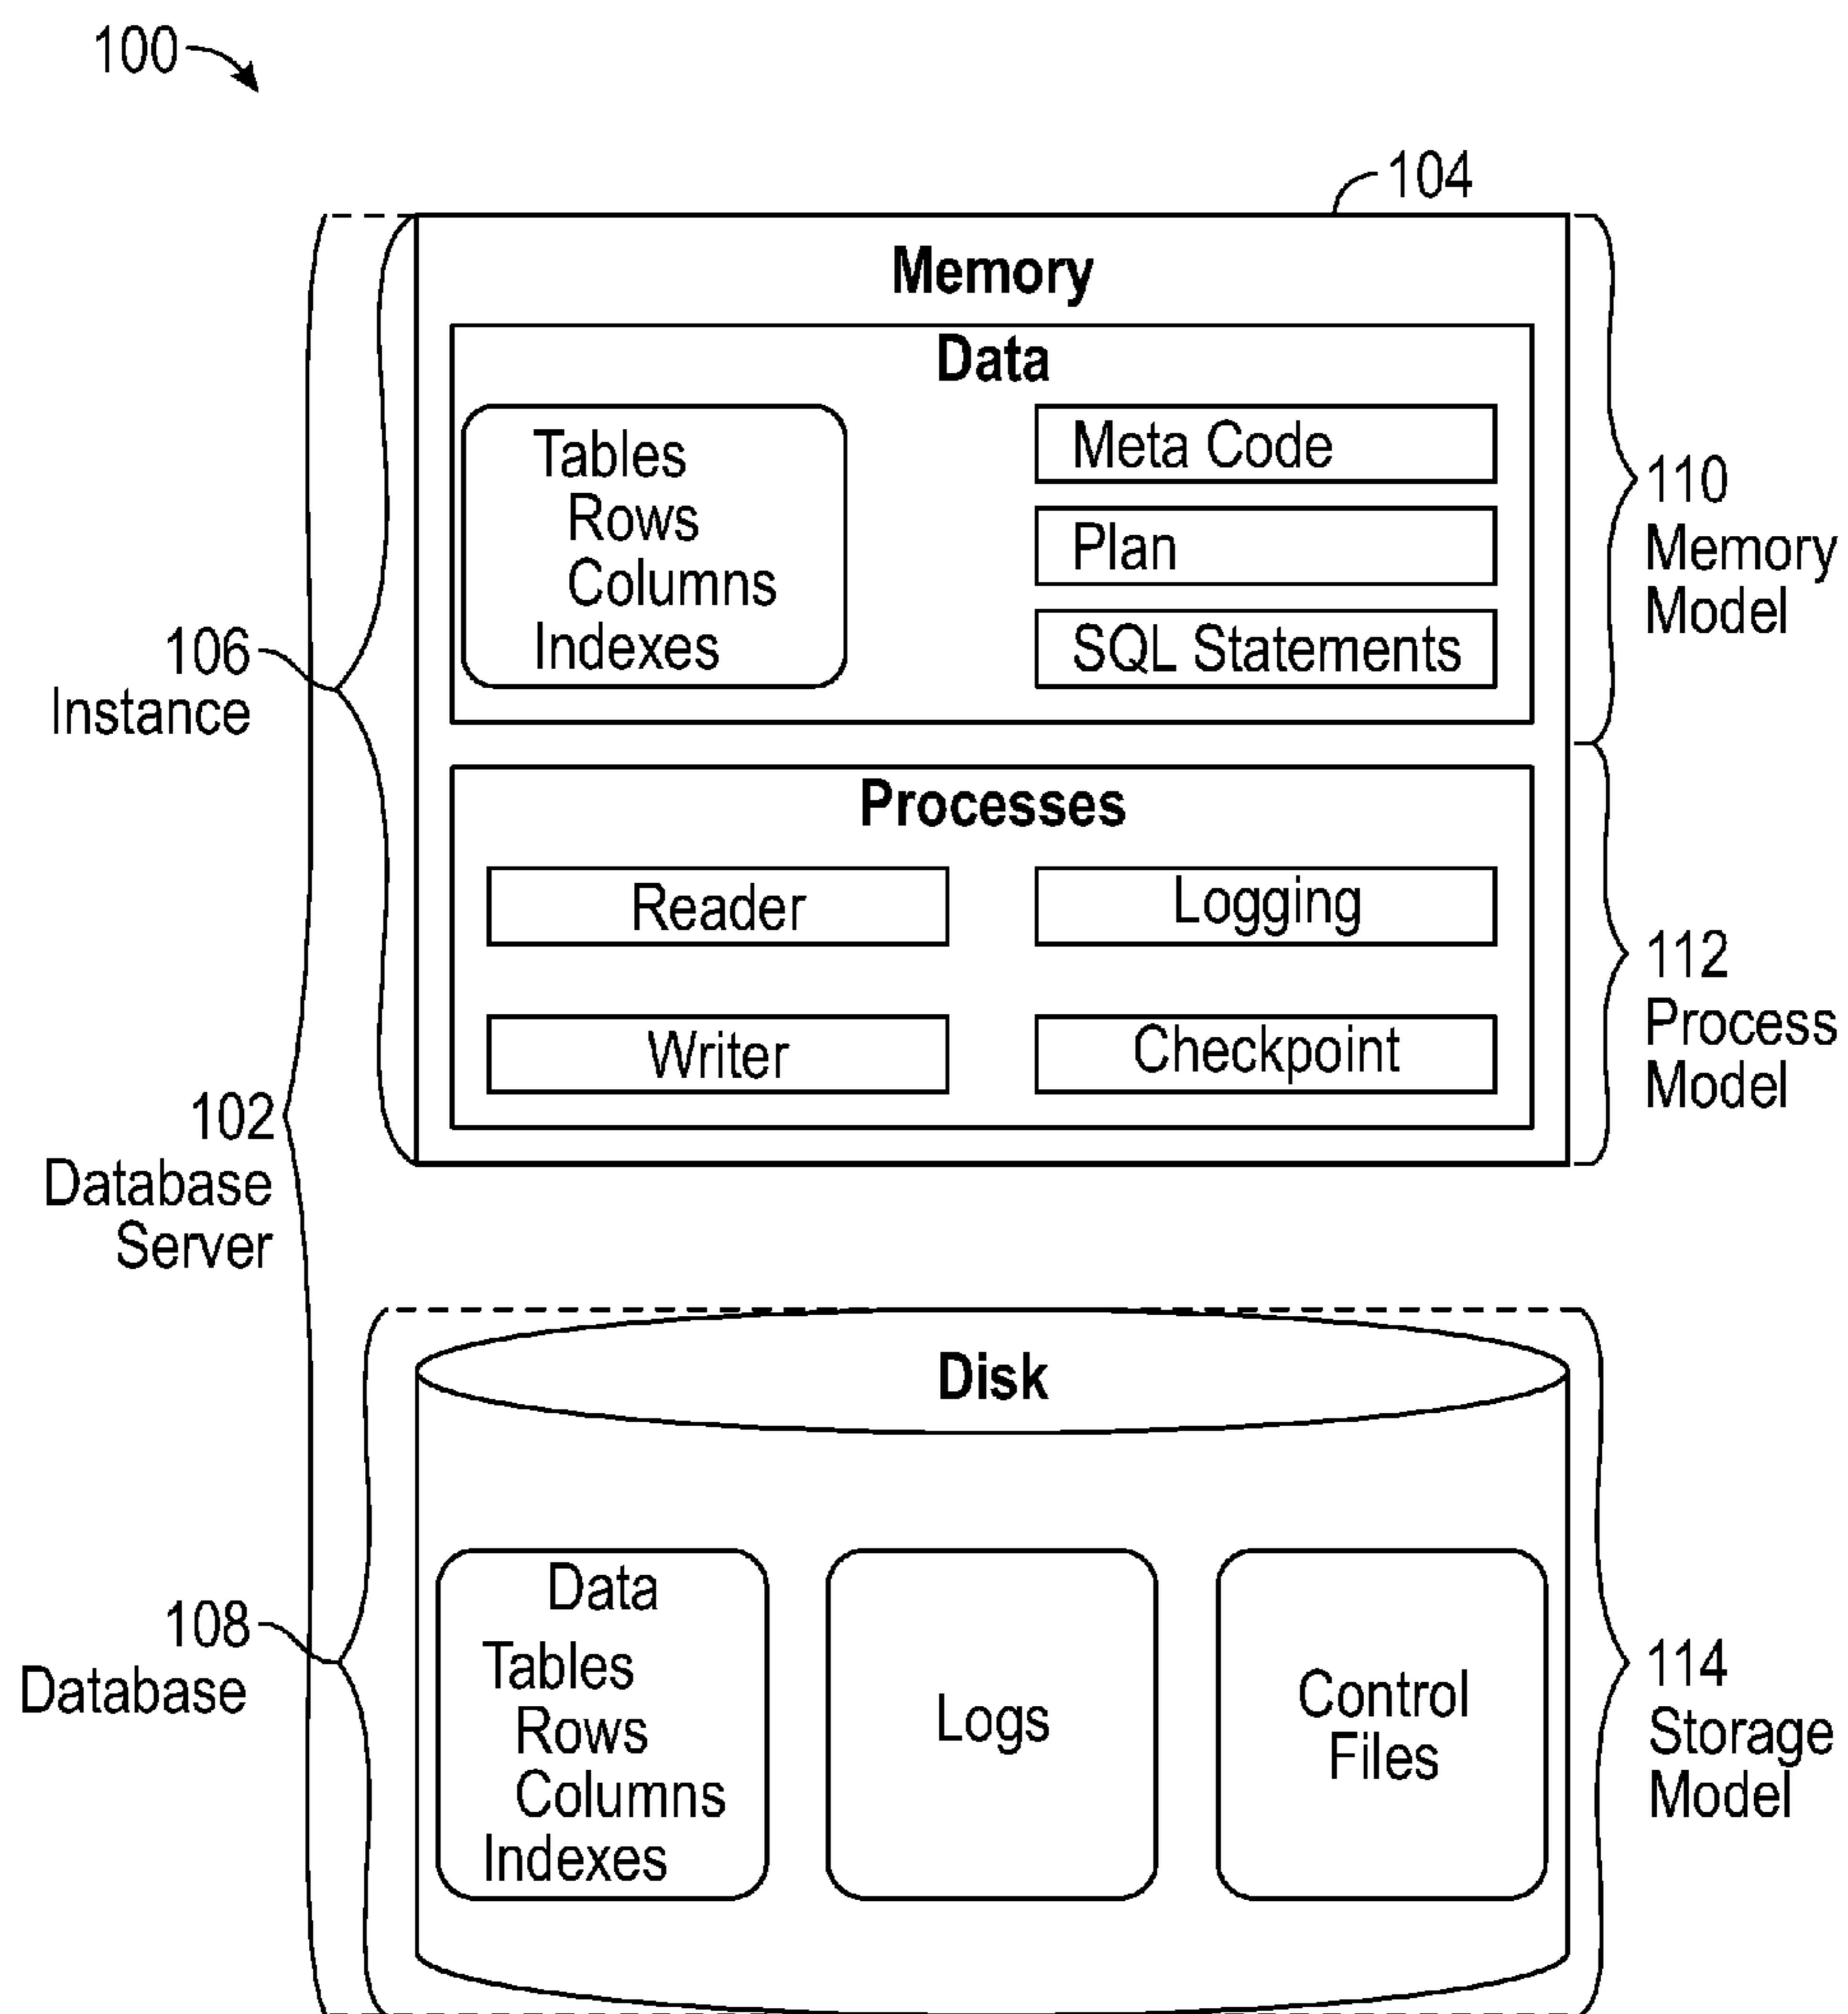 100
104
Memory
Data
Tables
Rows
Columns
Indexes
Meta Code
Plan
SQL Statements
110
Memory
Model
106
Instance
Processes
Reader
Logging
Writer
Checkpoint
112
Process
Model
102
Database
Server
Disk
108
Database
Data
Tables
Rows
Columns
Indexes
Logs
Control
Files
114
Storage
Model